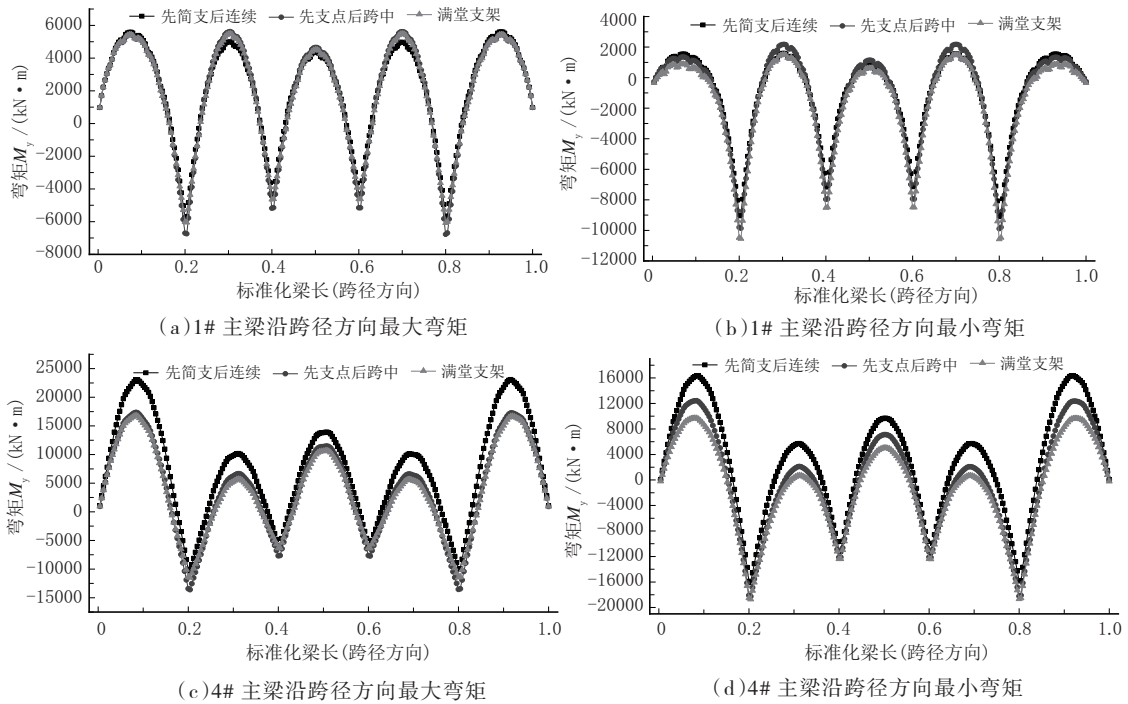 先简支后连续 先支点后跨中 满堂支架
6000
4000
2000
0
−2000
−4000
−6000
−8000
弯矩My/(kN·m)
0 0.2 0.4 0.6 0.8 1.0
标准化梁长(跨径方向)
(a)1# 主梁沿跨径方向最大弯矩
先简支后连续 先支点后跨中 满堂支架
4000
2000
0
−2000
−4000
−6000
−8000
−10000
−12000
弯矩My/(kN·m)
0 0.2 0.4 0.6 0.8 1.0
标准化梁长(跨径方向)
(b)1# 主梁沿跨径方向最小弯矩
先简支后连续 先支点后跨中 满堂支架
25000
20000
15000
10000
5000
0
−5000
−10000
−15000
弯矩My/(kN·m)
0 0.2 0.4 0.6 0.8 1.0
标准化梁长(跨径方向)
(c)4# 主梁沿跨径方向最大弯矩
先简支后连续 先支点后跨中 满堂支架
16000
12000
8000
4000
0
−4000
−8000
−12000
−16000
−20000
弯矩My/(kN·m)
0 0.2 0.4 0.6 0.8 1.0
标准化梁长(跨径方向)
(d)4# 主梁沿跨径方向最小弯矩